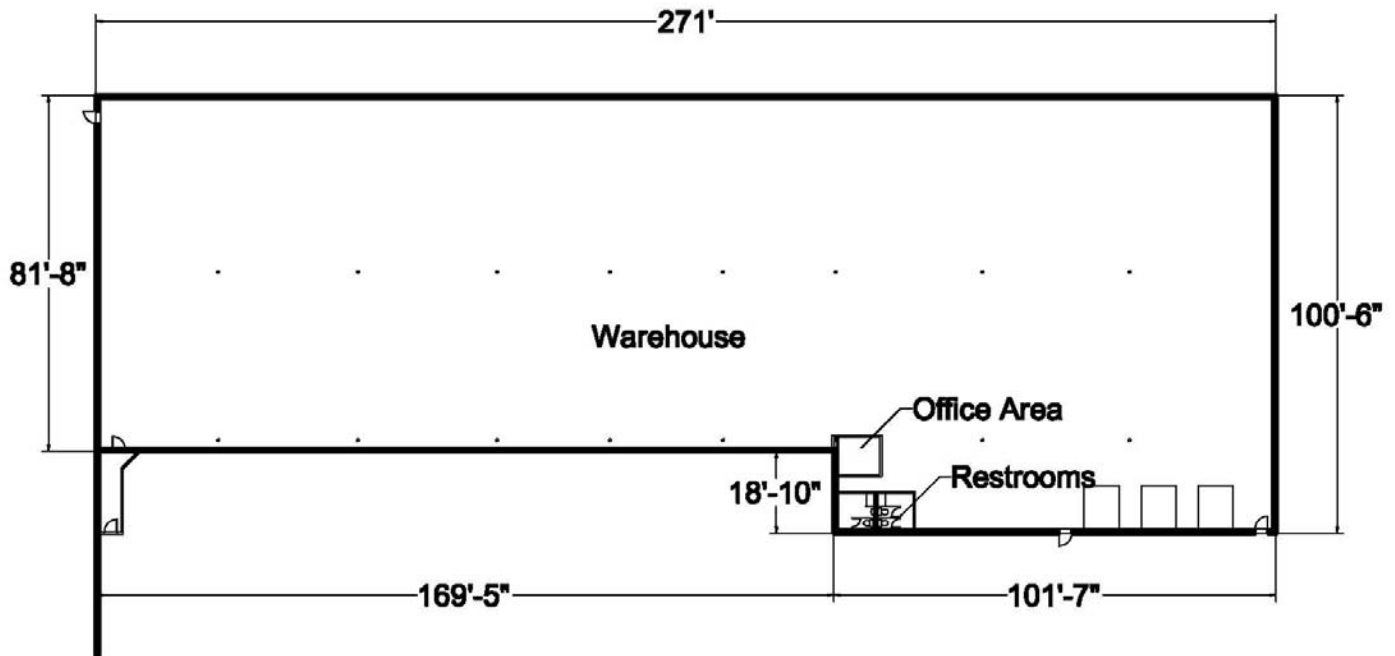 271'
81'-8"
100'-6"
Warehouse
Office Area
Restrooms
18'-10"
169'-5"
101'-7"